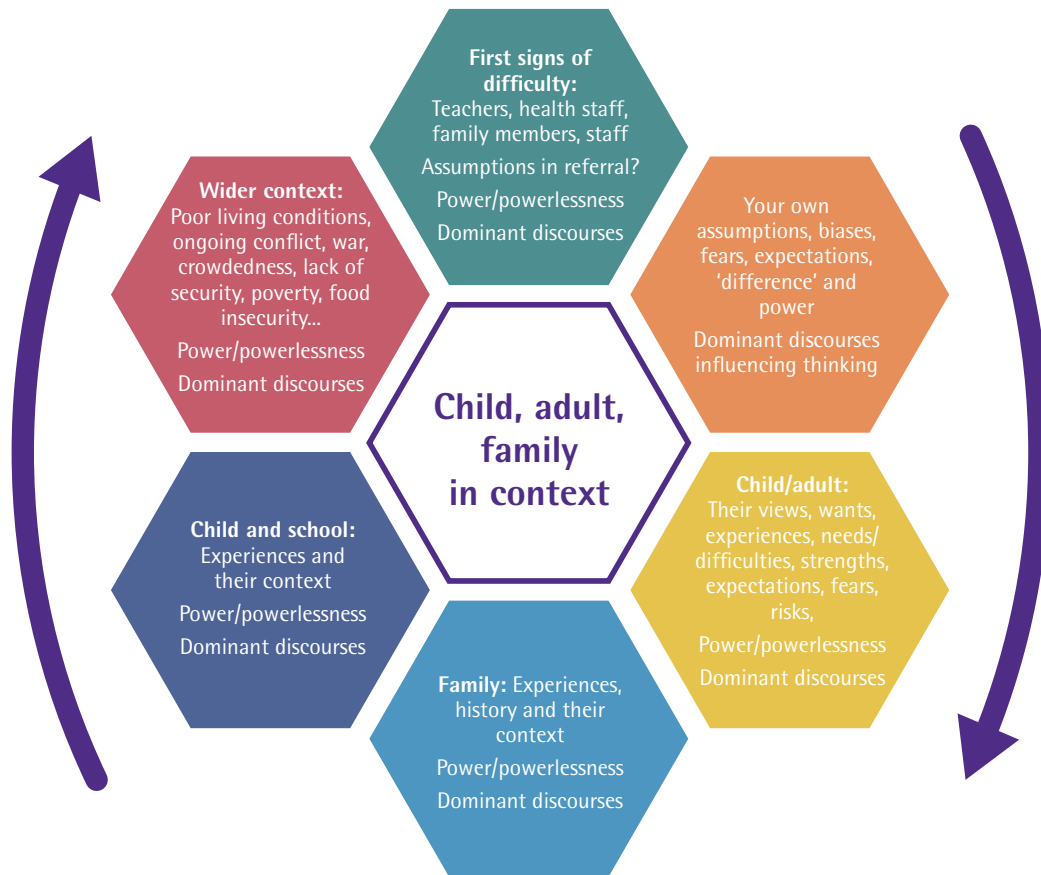 First signs of
difficulty:
Teachers, health staff,
family members, staff
Assumptions in referral?
Power/powerlessness
Dominant discourses
Your own
assumptions, biases,
fears, expectations,
‘difference’ and
power
Dominant discourses
influencing thinking
Child/adult:
Their views, wants,
experiences, needs/
difficulties, strengths,
expectations, fears,
risks,
Power/powerlessness
Dominant discourses
Family: Experiences,
history and their
context
Power/powerlessness
Dominant discourses
Child and school:
Experiences and
their context
Power/powerlessness
Dominant discourses
Wider context:
Poor living conditions,
ongoing conflict, war,
crowdedness, lack of
security, poverty, food
insecurity...
Power/powerlessness
Dominant discourses
Child, adult,
family
in context